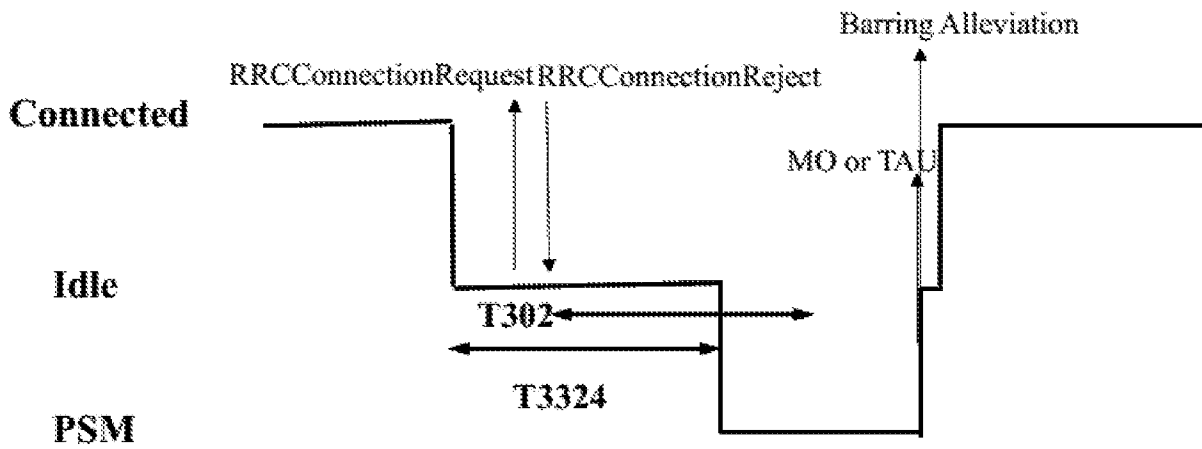 Barring Alleviation
RRCConnectionRequest RRCConnectionReject
Connected
MO or TAU
Idle
T302
T3324
PSM